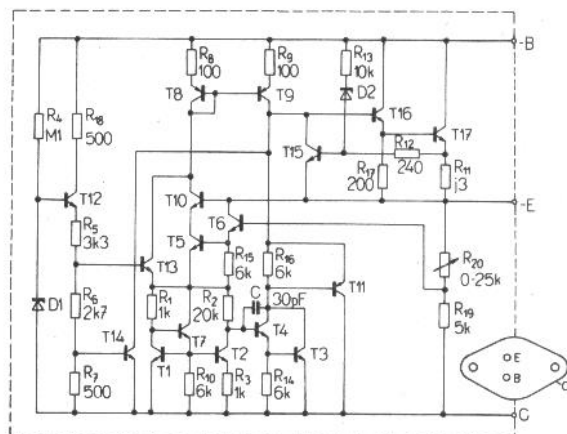 -B
R8
100
R9
100
R13
10k
R4
M1
R18
500
T8
T9
D2
T16
T17
T15
R12
240
R17
200
R11
j3
T12
T10
-E
R5
3k3
T6
T5
R15
6k
R16
6k
R20
0·25k
T13
T11
D1
R6
2k7
R1
1k
R2
20k
C
30pF
R19
5k
T14
T7
T4
T1
T2
T3
R7
500
R10
6k
R3
1k
R14
6k
E
B
C
C